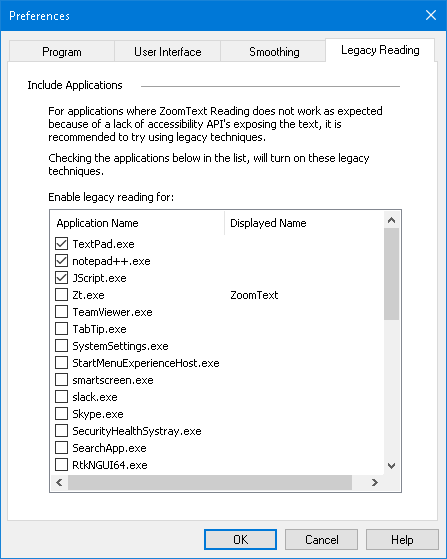 Preferences
Program
User Interface
Smoothing
Legacy Reading
Include Applications
For applications where ZoomText Reading does not work as expected
because of a lack of accessibility API's exposing the text, it is
recommended to try using legacy techniques.
Checking the applications below in the list, will turn on these legacy
techniques.
Enable legacy reading for:
Application Name Displayed Name
TextPad.exe
notepad++.exe
JScript.exe
Zt.exe ZoomText
TeamViewer.exe
TabTip.exe
SystemSettings.exe
StartMenuExperienceHost.exe
smartscreen.exe
slack.exe
Skype.exe
SecurityHealthSystray.exe
SearchApp.exe
RtkNGUI64.exe
OK Cancel Help